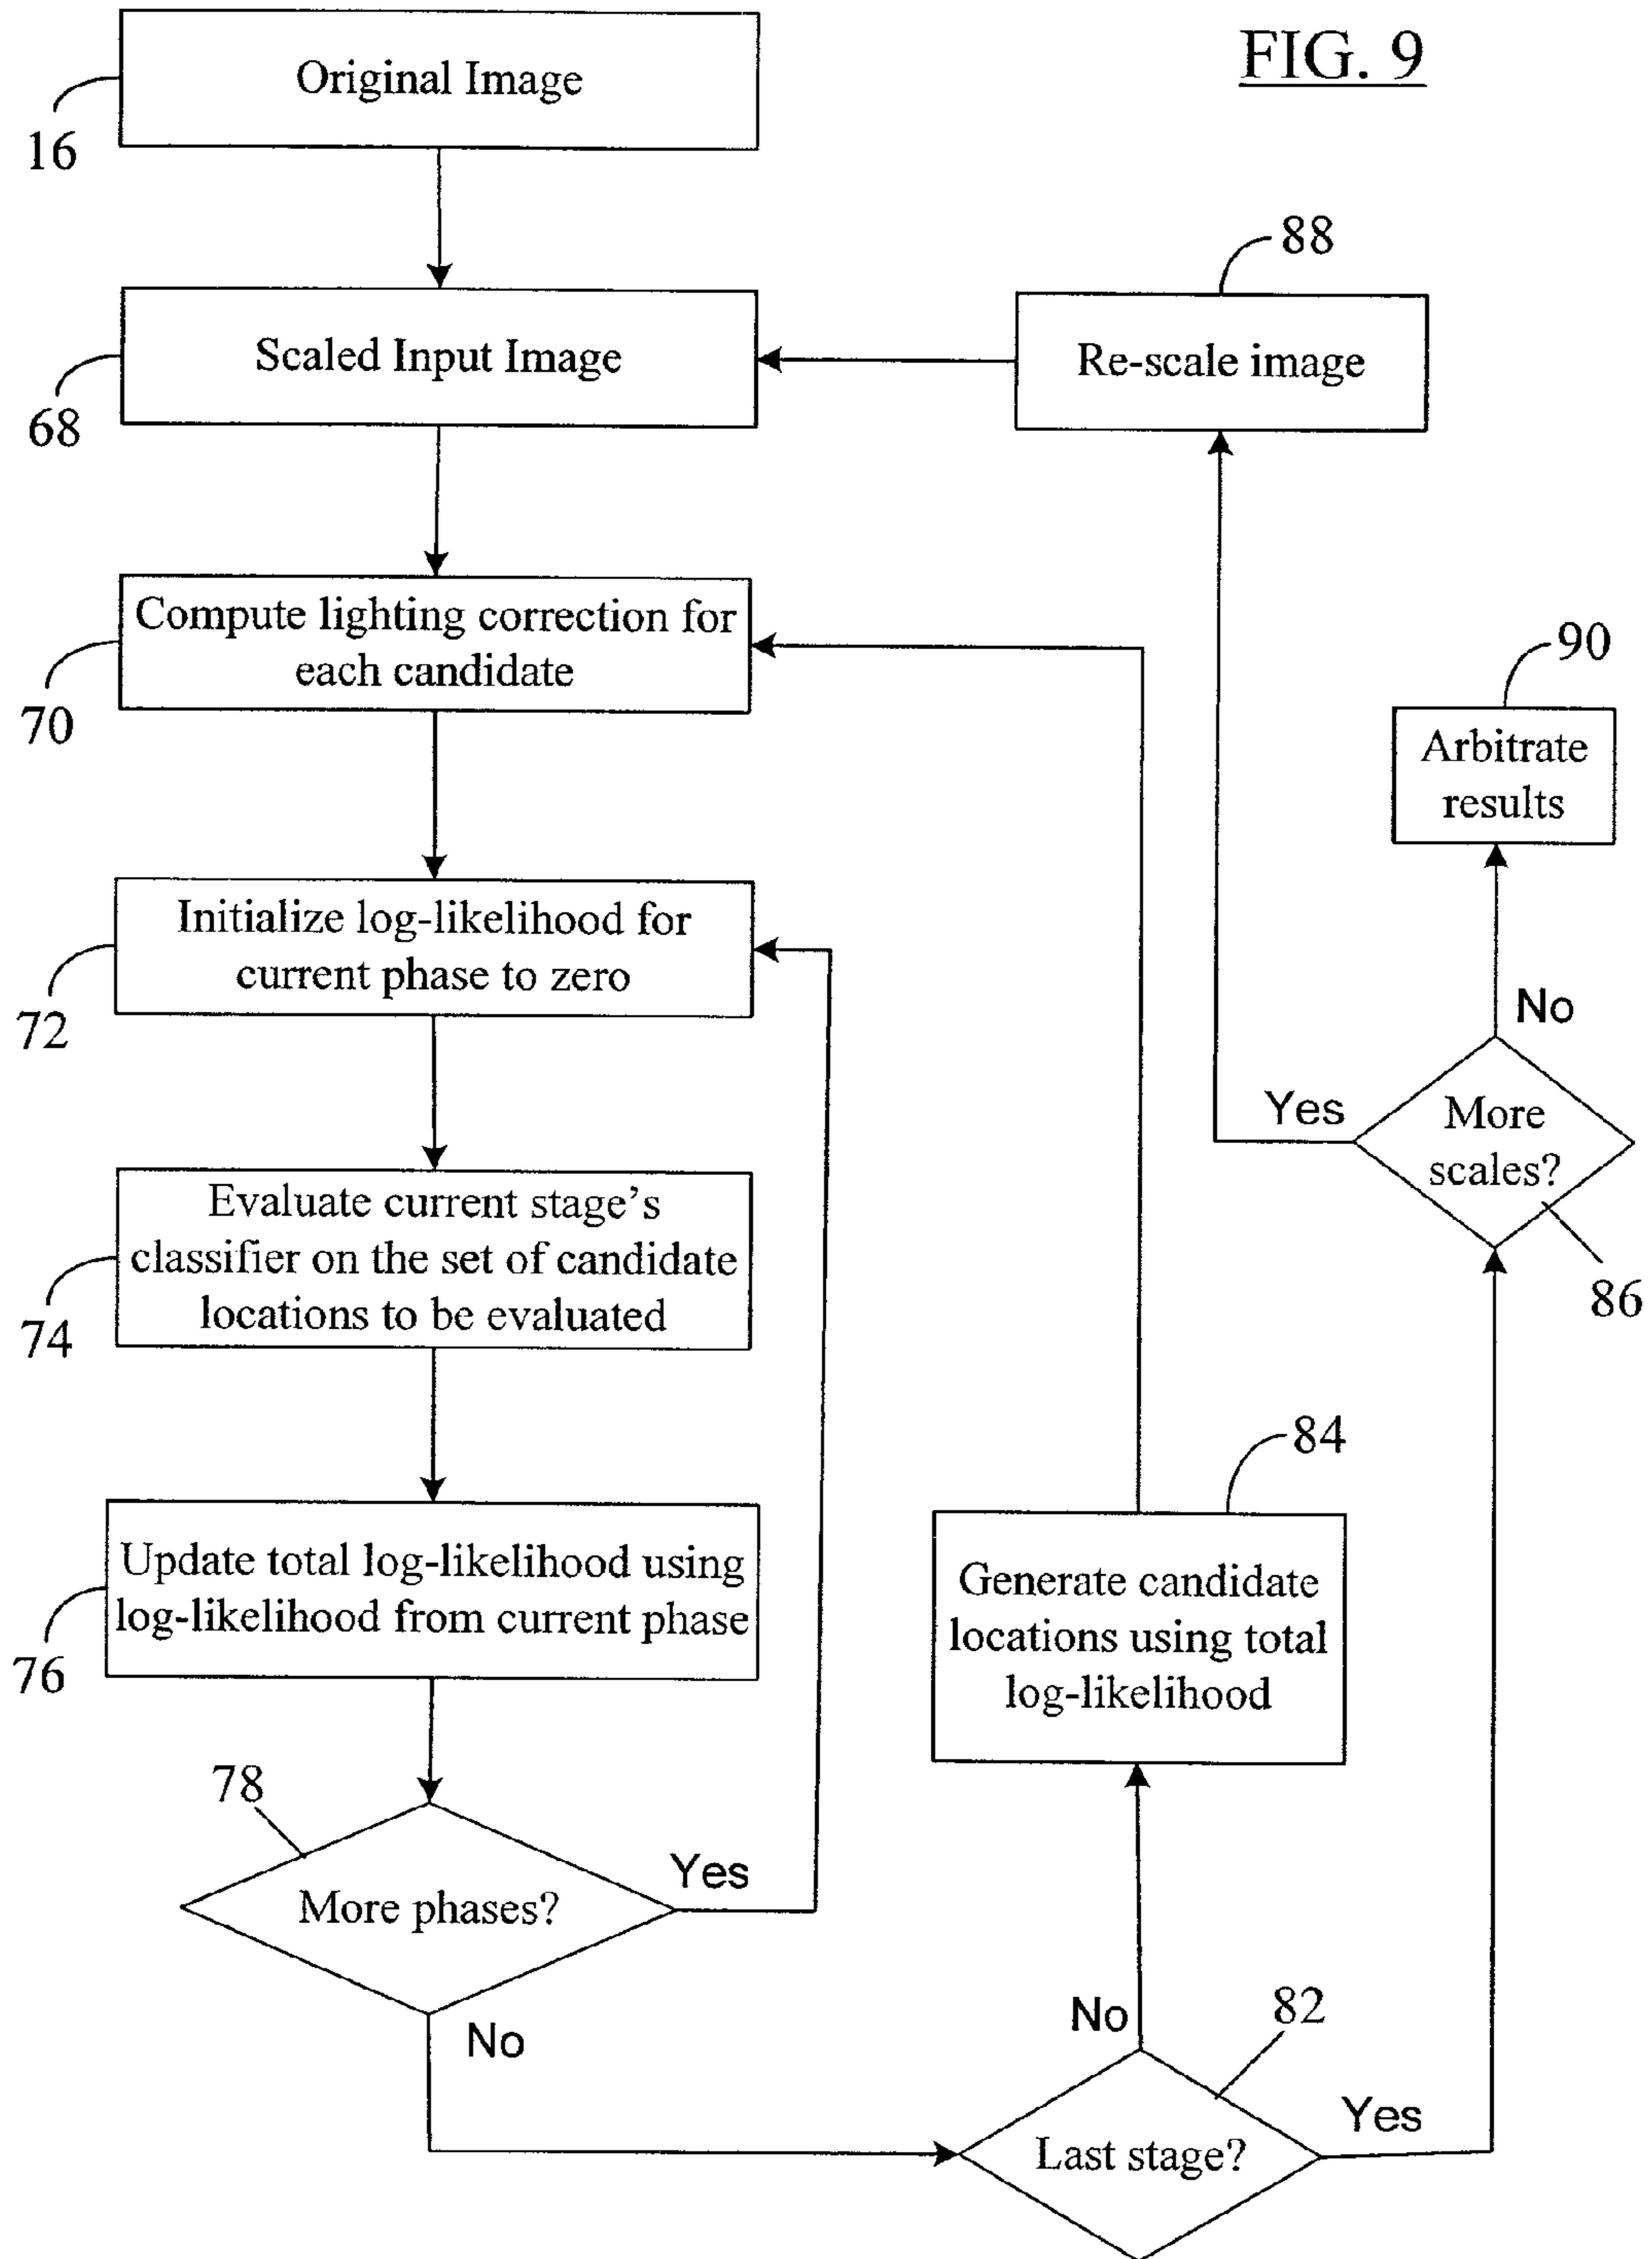 FIG. 9
Original Image
16
88
Scaled Input Image
Re-scale image
68
Compute lighting correction for
each candidate
70
90
Arbitrate
results
Initialize log-likelihood for
current phase to zero
72
No
Yes
More
scales?
86
Evaluate current stage's
classifier on the set of candidate
locations to be evaluated
74
84
Update total log-likelihood using
log-likelihood from current phase
76
Generate candidate
locations using total
log-likelihood
78
More phases?
Yes
No
No
82
Last stage?
Yes